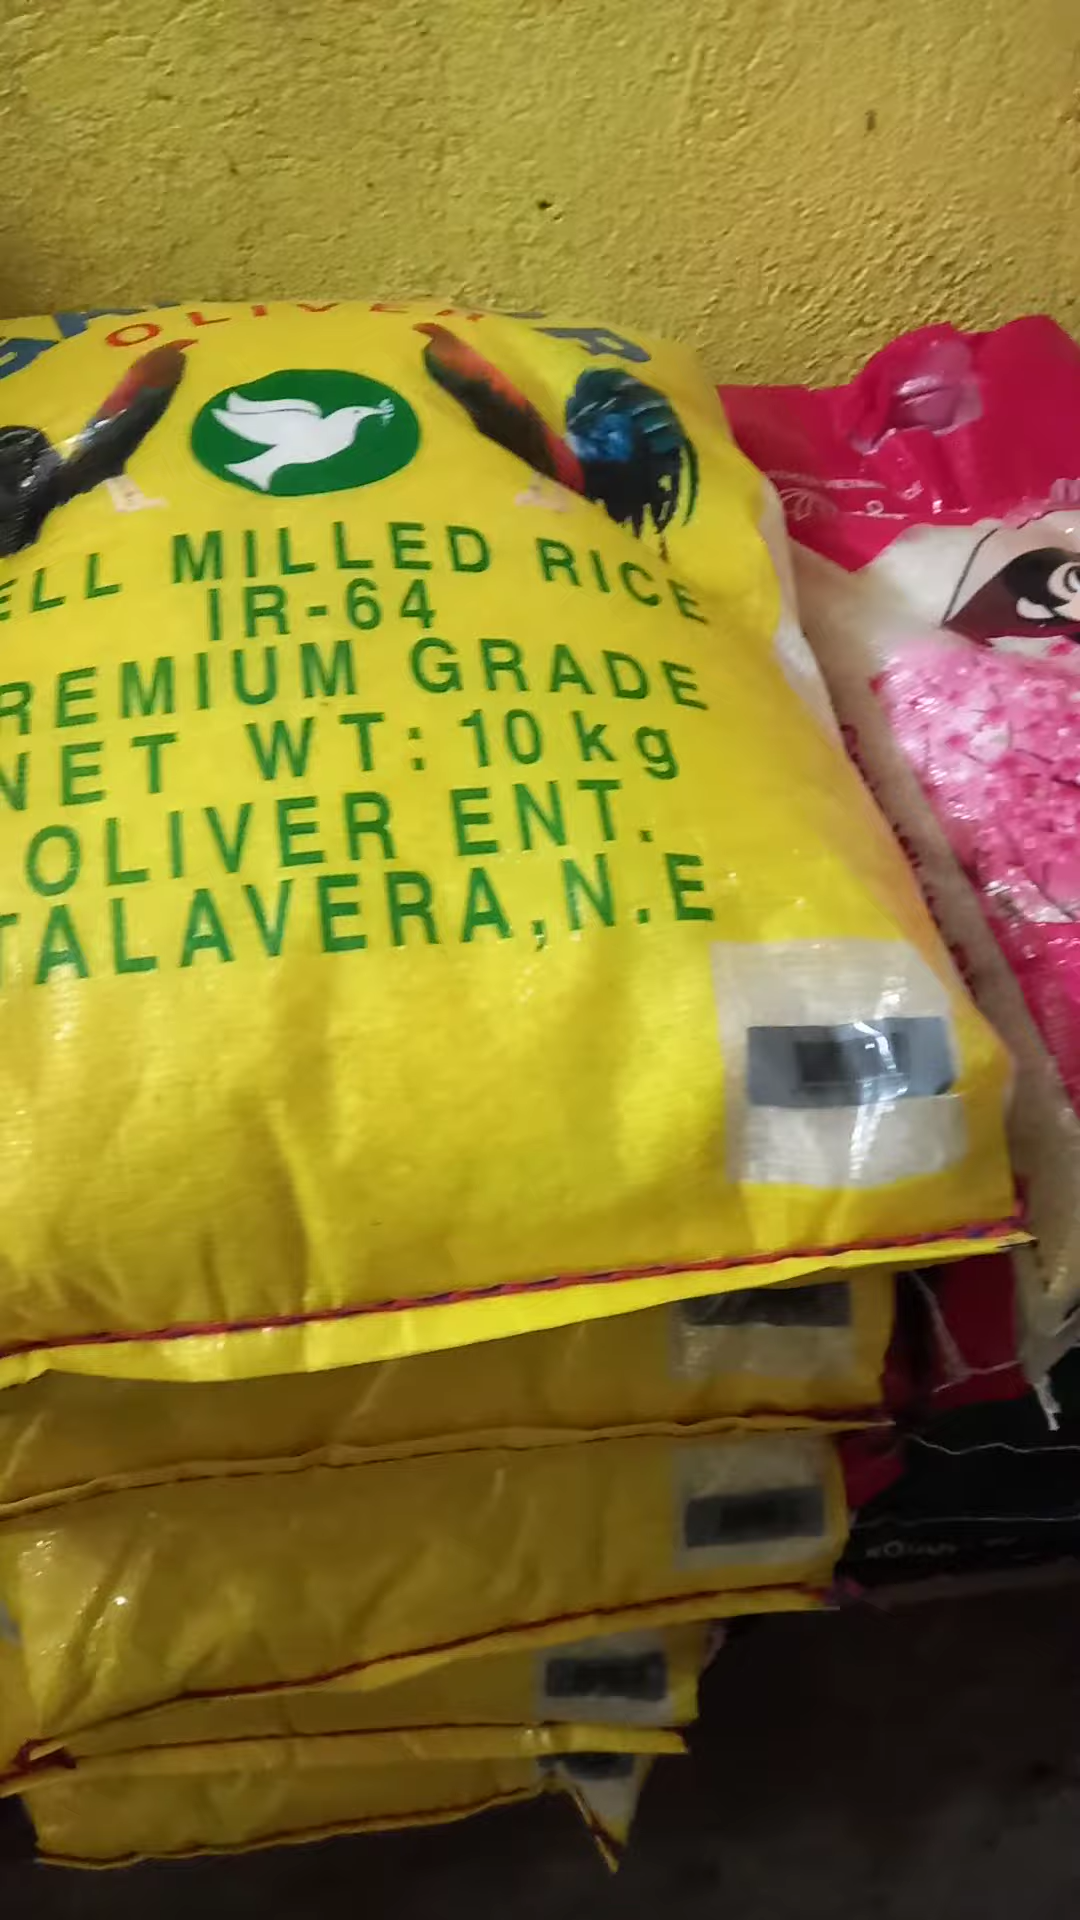 OLIVER
ELL MILLED RICE
IR-64
REMIUM GRADE
NET WT: 10 kg
OLIVER ENT.
TALAVERA, N.E